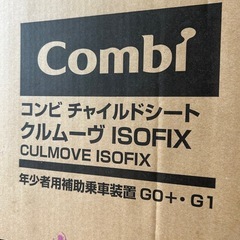 Combi
コンビ チャイルドシート
クルムーヴ ISOFIX
CULMOVE ISOFIX
年少者用補助乗車装置 G0+・G1